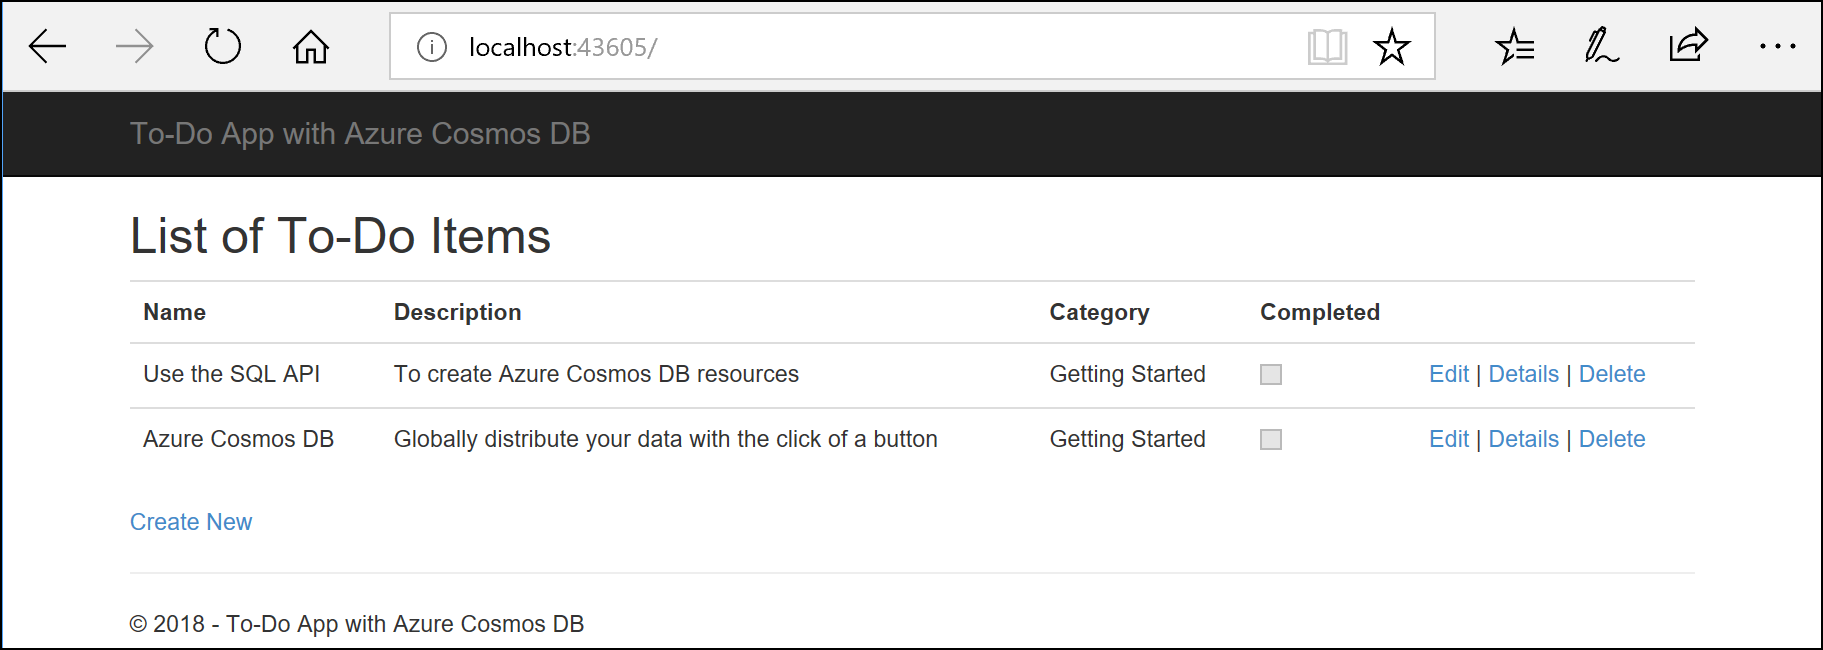 localhost:43605/
To-Do App with Azure Cosmos DB
List of To-Do Items
Name Description Category Completed
Use the SQL API To create Azure Cosmos DB resources Getting Started Edit | Details | Delete
Azure Cosmos DB Globally distribute your data with the click of a button Getting Started Edit | Details | Delete
Create New
© 2018 - To-Do App with Azure Cosmos DB